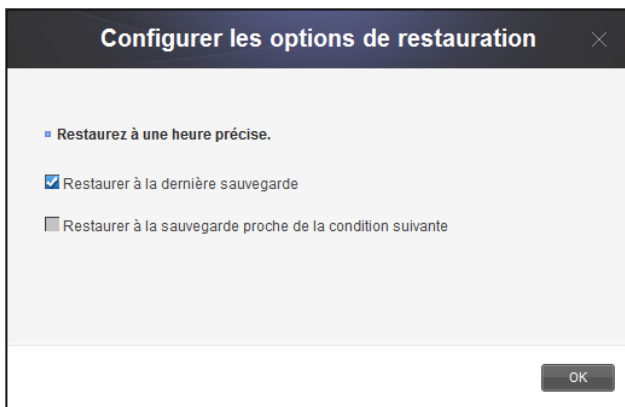 Configurer les options de restauration
Restaurez à une heure précise.
Restaurer à la dernière sauvegarde
Restaurer à la sauvegarde proche de la condition suivante
OK